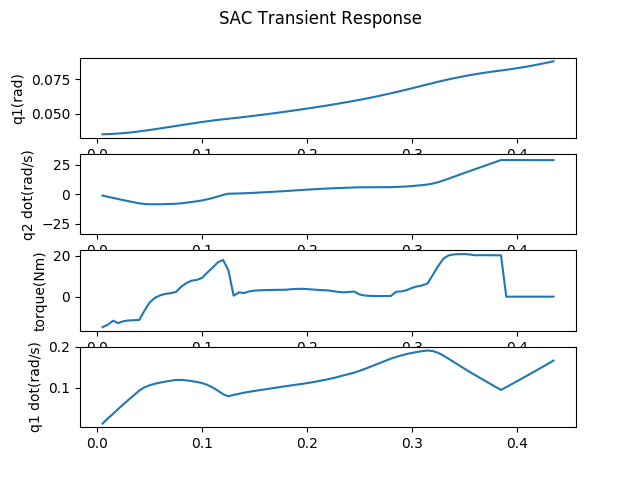 SAC Transient Response
q1(rad)
0.075
0.050
0.0 0.1 0.2 0.3 0.4
q2 dot(rad/s)
25
0
−25
0.0 0.1 0.2 0.3 0.4
torque(Nm)
20
0
0.0 0.1 0.2 0.3 0.4
q1 dot(rad/s)
0.2
0.1
0.0 0.1 0.2 0.3 0.4